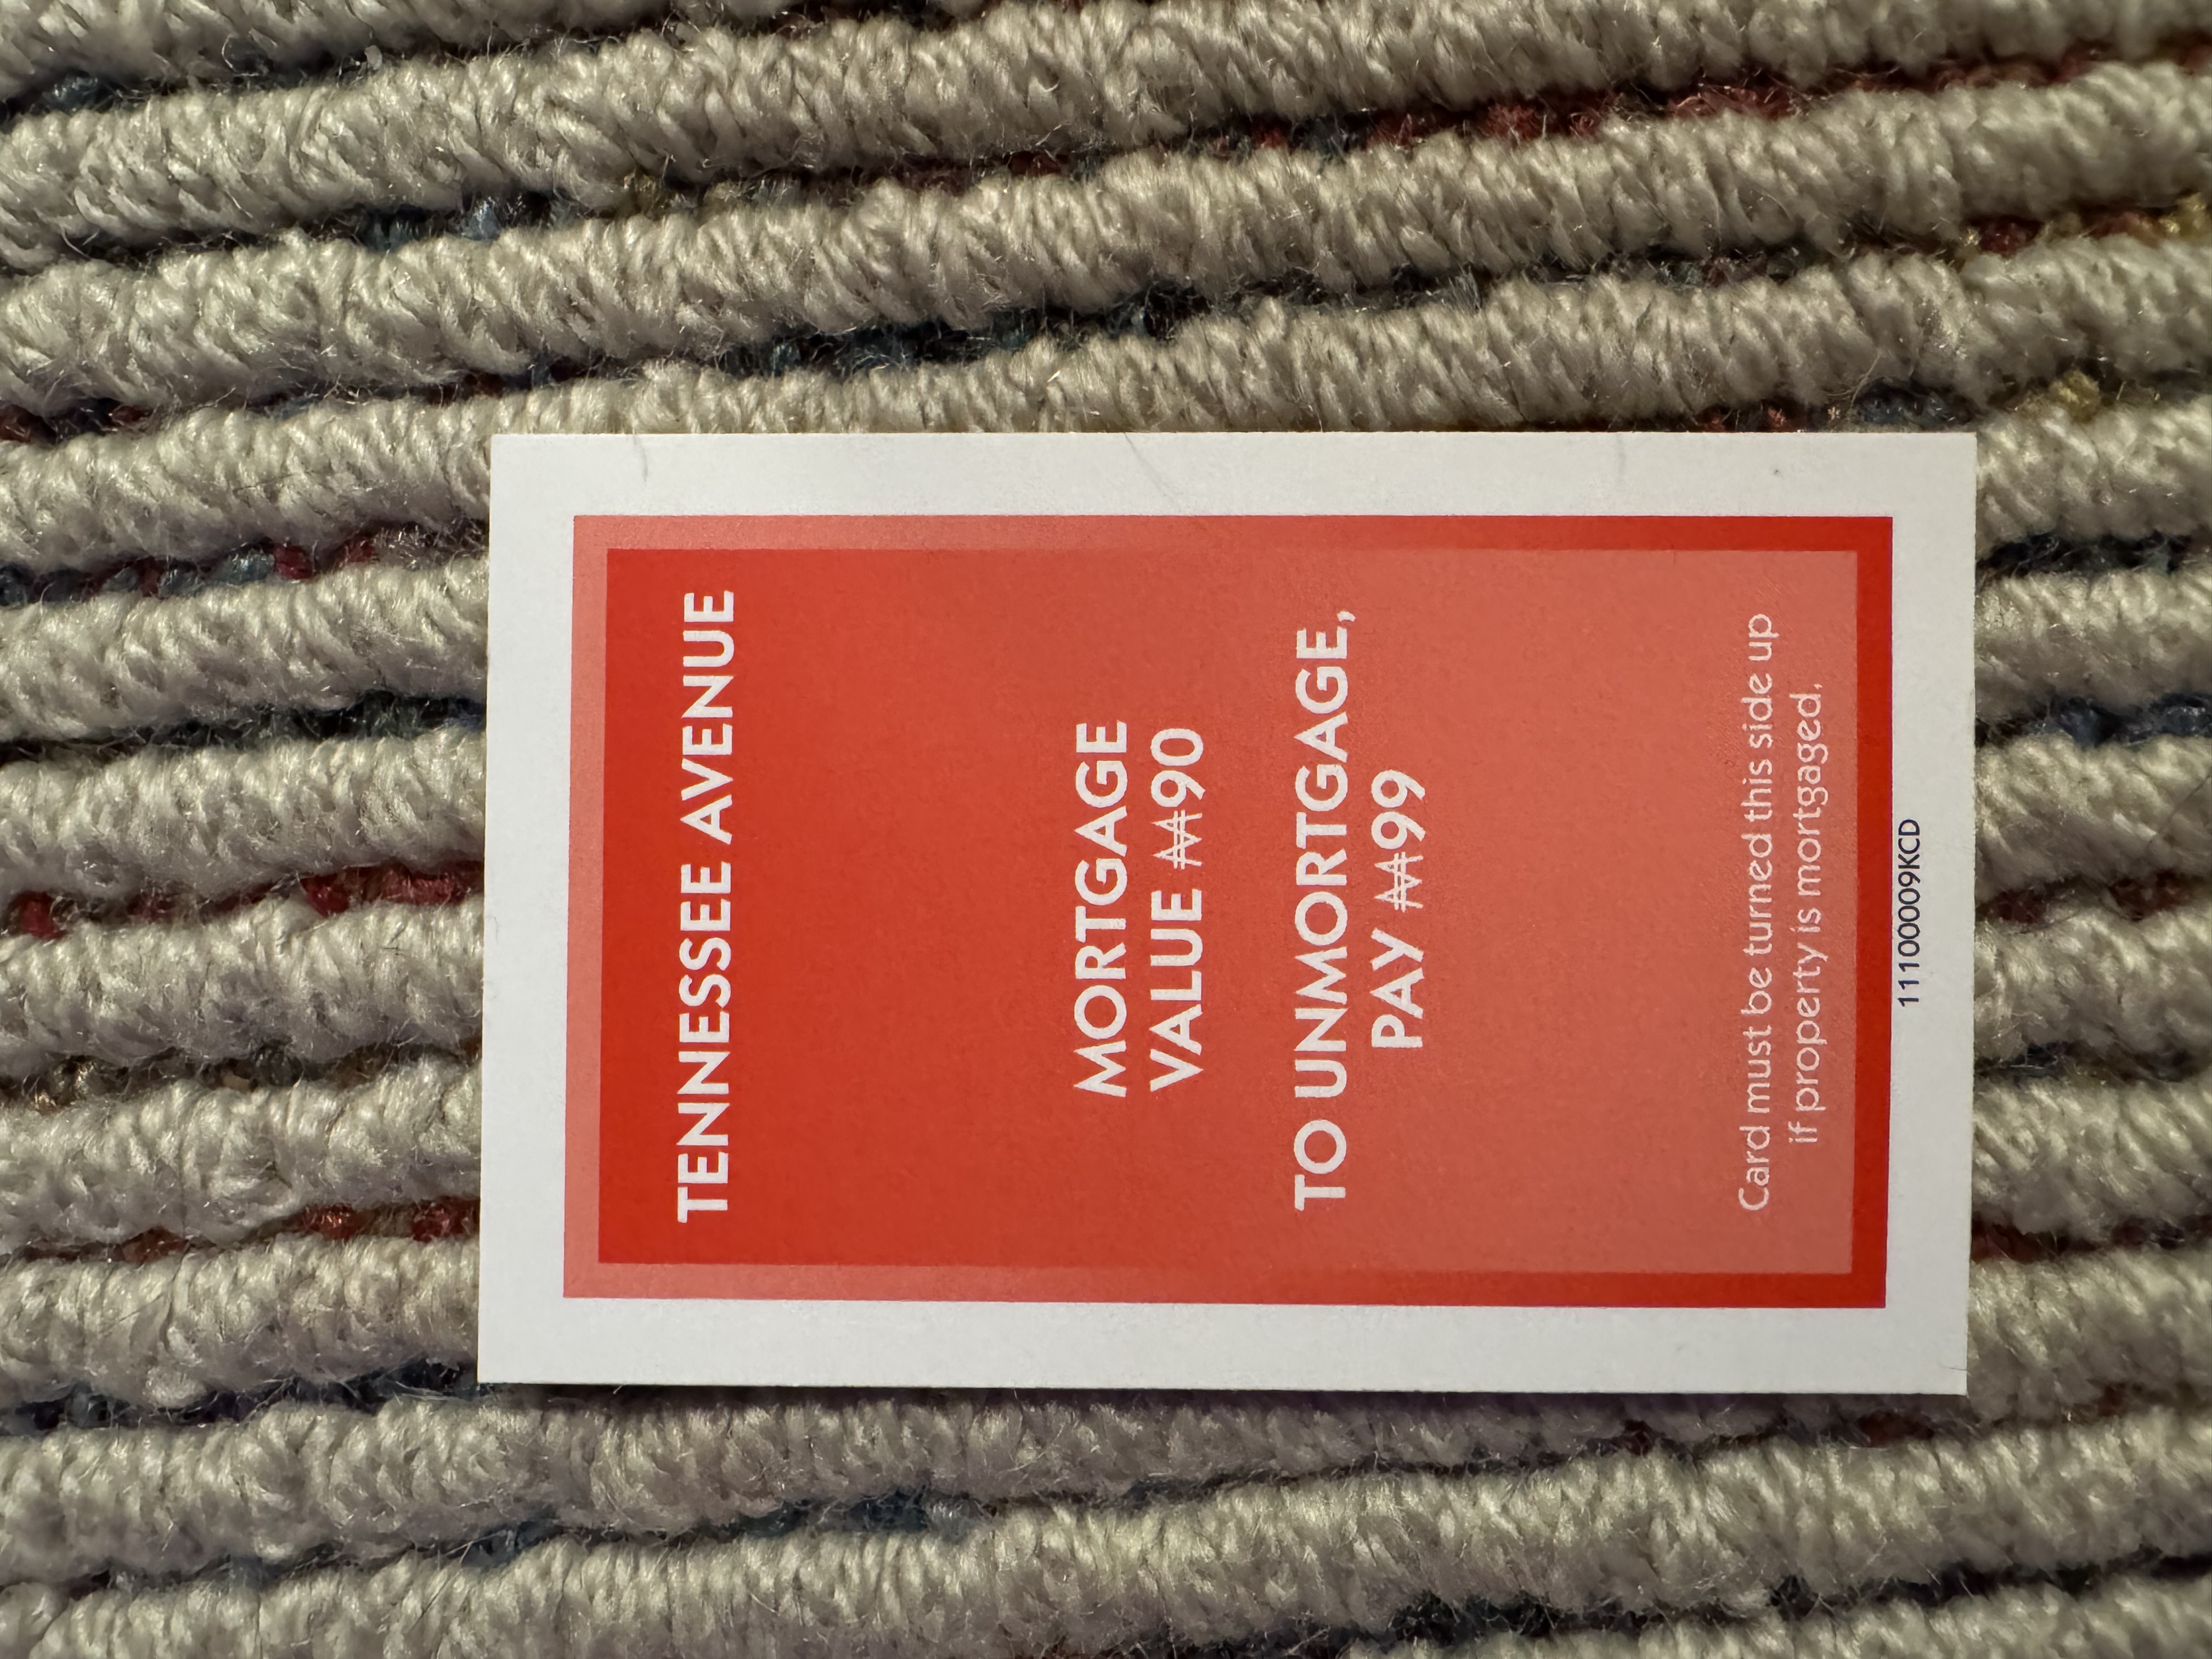 TENNESSEE AVENUE
MORTGAGE
VALUE ₩90
TO UNMORTGAGE,
PAY ₩99
Card must be turned this side up
if property is mortgaged.
11100009KCD